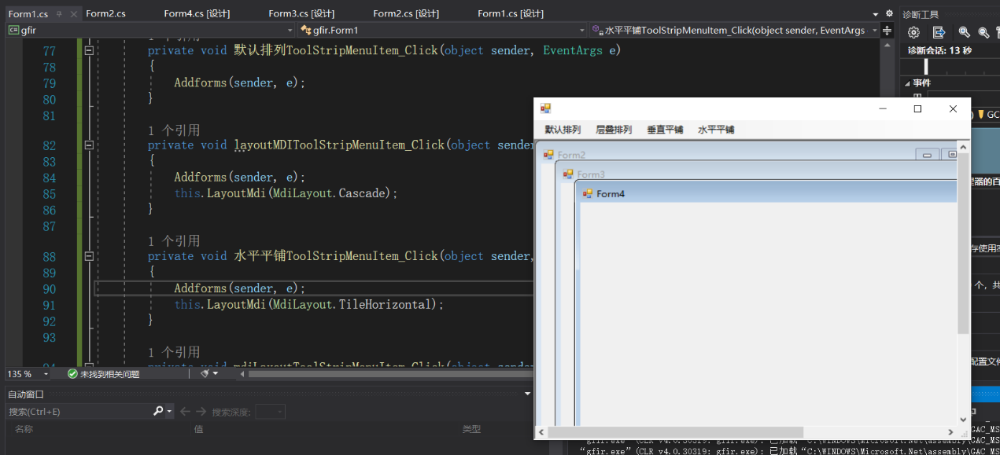 Form1.cs Form2.cs Form4.cs [设计] Form3.cs [设计] Form2.cs [设计] Form1.cs [设计]
诊断工具
gfir gfir.Form1 水平平铺ToolStripMenuItem_Click(object sender, EventArgs
诊断会话: 13 秒
事件
77 private void 默认排列ToolStripMenuItem_Click(object sender, EventArgs e)
78 {
79 Addforms(sender, e);
80 }
81
1 个引用
82 private void layoutMDIToolStripMenuItem_Click(object sender
83 {
84 Addforms(sender, e);
85 this.LayoutMdi(MdiLayout.Cascade);
86 }
87
1 个引用
88 private void 水平平铺ToolStripMenuItem_Click(object sender,
89 {
90 Addforms(sender, e);
91 this.LayoutMdi(MdiLayout.TileHorizontal);
92 }
93
1 个引用
默认排列 层叠排列 垂直平铺 水平平铺
Form2
Form3
Form4
GC
理器的百
存使用率
个，共
配置文件
135 % 未找到相关问题
自动窗口
搜索(Ctrl+E) 搜索深度:
名称 值 类型
GAC_MS
"gfir.exe" (CLR v4.0.30319: gfir.exe): 已加载 "C:\WINDOWS\Microsoft.Net\assembly\GAC_MS
"gfir.exe" (CLR v4.0.30319: gfir.exe): 已加载 "C:\WINDOWS\Microsoft.Net\assembly\GAC_MS